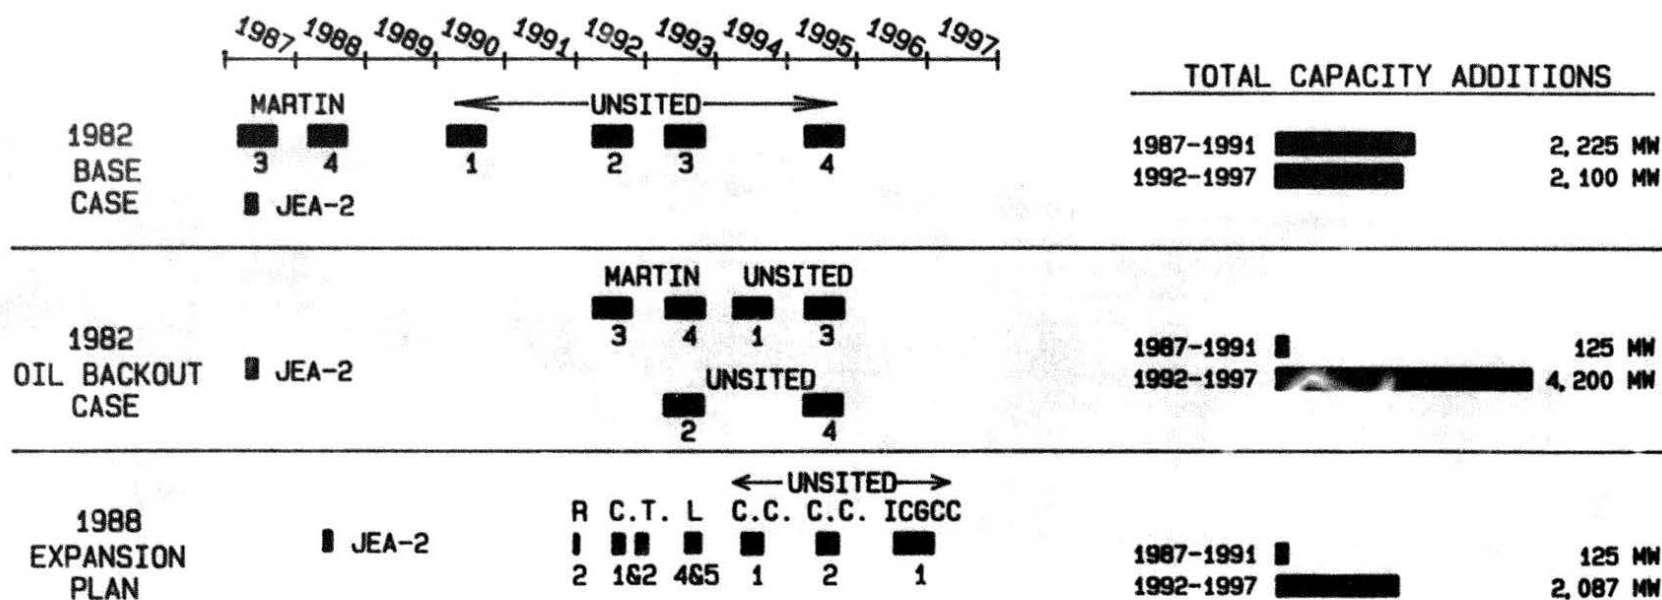 1987 1988 1989 1990 1991 1992 1993 1994 1995 1996 1997
TOTAL CAPACITY ADDITIONS
MARTIN UNSITED
1982
BASE
CASE
3 4 1 2 3 4
JEA-2
1987-1991 2,225 MW
1992-1997 2,100 MW
MARTIN UNSITED
3 4 1 3
1982
OIL BACKOUT
CASE
JEA-2
UNSITED
2 4
1987-1991 125 MW
1992-1997 4,200 MW
UNSITED
R C.T. L C.C. C.C. ICGCC
1988
EXPANSION
PLAN
JEA-2
2 1&2 4&5 1 2 1
1987-1991 125 MW
1992-1997 2,087 MW